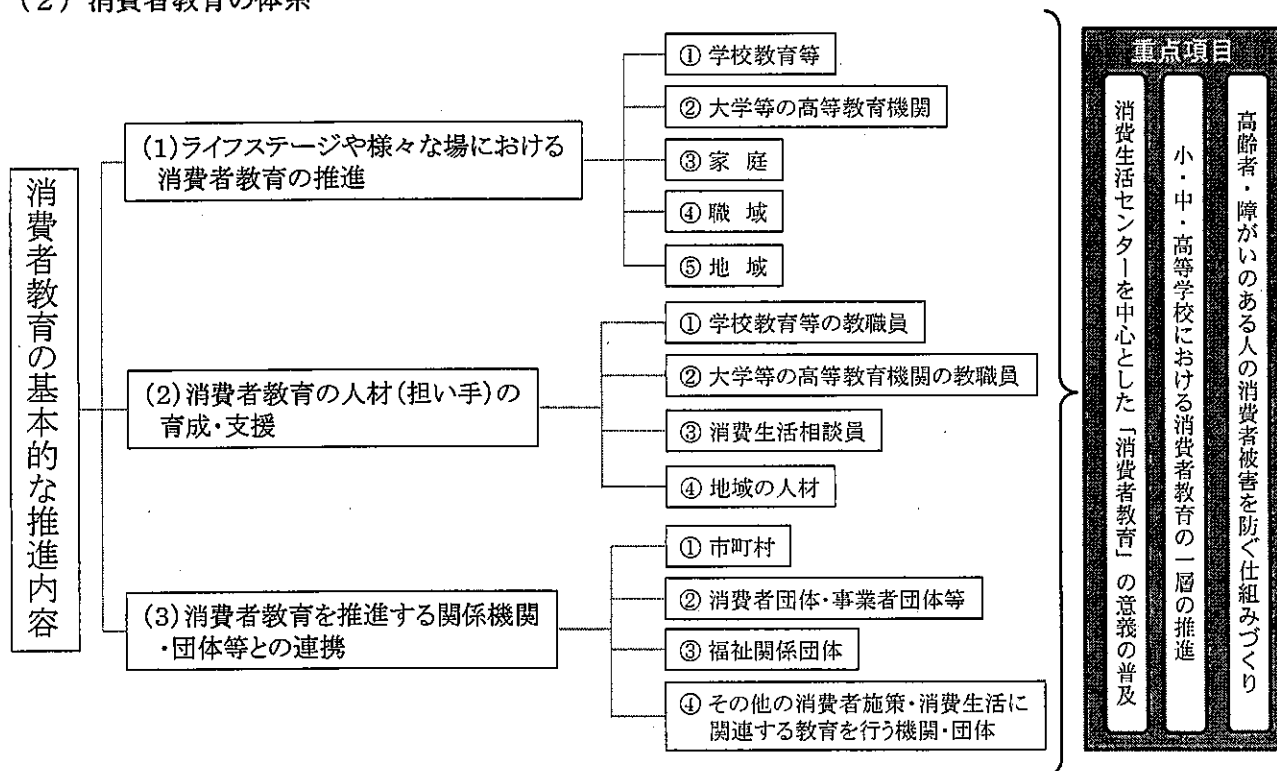 (2) 消費者教育の体系
消費者教育の基本的な推進内容
(1)ライフステージや様々な場における
消費者教育の推進
① 学校教育等
② 大学等の高等教育機関
③ 家 庭
④ 職 域
⑤ 地 域
(2)消費者教育の人材(担い手)の
育成・支援
① 学校教育等の教職員
② 大学等の高等教育機関の教職員
③ 消費生活相談員
④ 地域の人材
(3)消費者教育を推進する関係機関
・団体等との連携
① 市町村
② 消費者団体・事業者団体等
③ 福祉関係団体
④ その他の消費者施策・消費生活に
関連する教育を行う機関・団体
重点項目
高齢者・障がいのある人の消費者被害を防ぐ仕組みづくり
小・中・高等学校における消費者教育の一層の推進
消費生活センターを中心とした「消費者教育」の意義の普及